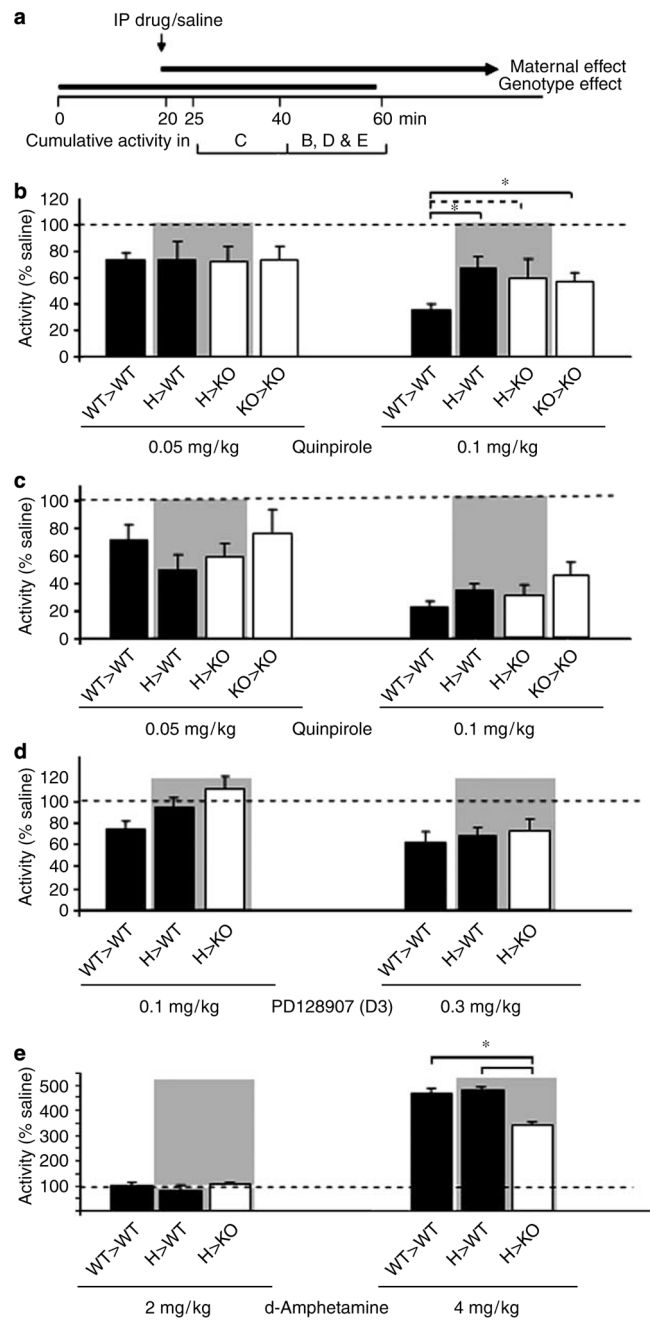 a
IP drug/saline
Maternal effect
Genotype effect
0 20 25 40 60 min
Cumulative activity in C B, D & E
b
Activity (% saline)
120
100
80
60
40
20
0
*
*
WT>WT H>WT H>KO KO>KO WT>WT H>WT H>KO KO>KO
0.05 mg/kg Quinpirole 0.1 mg/kg
c
Activity (% saline)
100
80
60
40
20
0
WT>WT H>WT H>KO KO>KO WT>WT H>WT H>KO KO>KO
0.05 mg/kg Quinpirole 0.1 mg/kg
d
Activity (% saline)
120
100
80
60
40
20
0
WT>WT H>WT H>KO WT>WT H>WT H>KO
0.1 mg/kg PD128907 (D3) 0.3 mg/kg
e
Activity (% saline)
500
400
300
200
100
*
WT>WT H>WT H>KO WT>WT H>WT H>KO
2 mg/kg d-Amphetamine 4 mg/kg